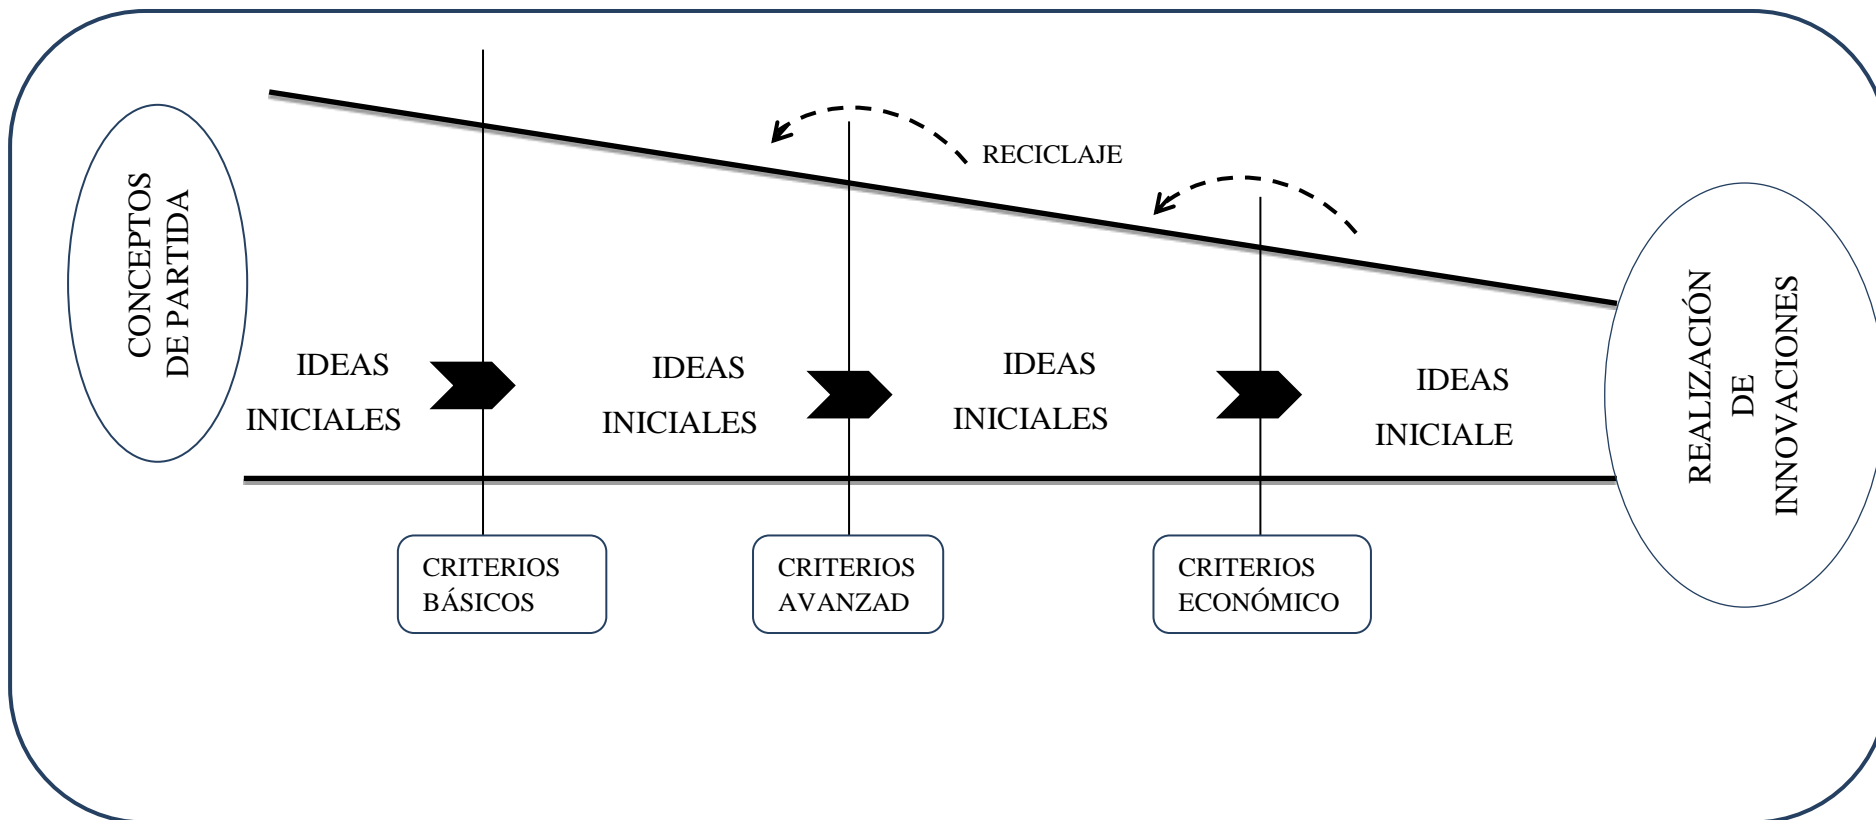 CONCEPTOS
DE PARTIDA
RECICLAJE
IDEAS
INICIALES
IDEAS
INICIALES
IDEAS
INICIALES
IDEAS
INICIALE
REALIZACIÓN
DE
INNOVACIONES
CRITERIOS
BÁSICOS
CRITERIOS
AVANZAD
CRITERIOS
ECONÓMICO